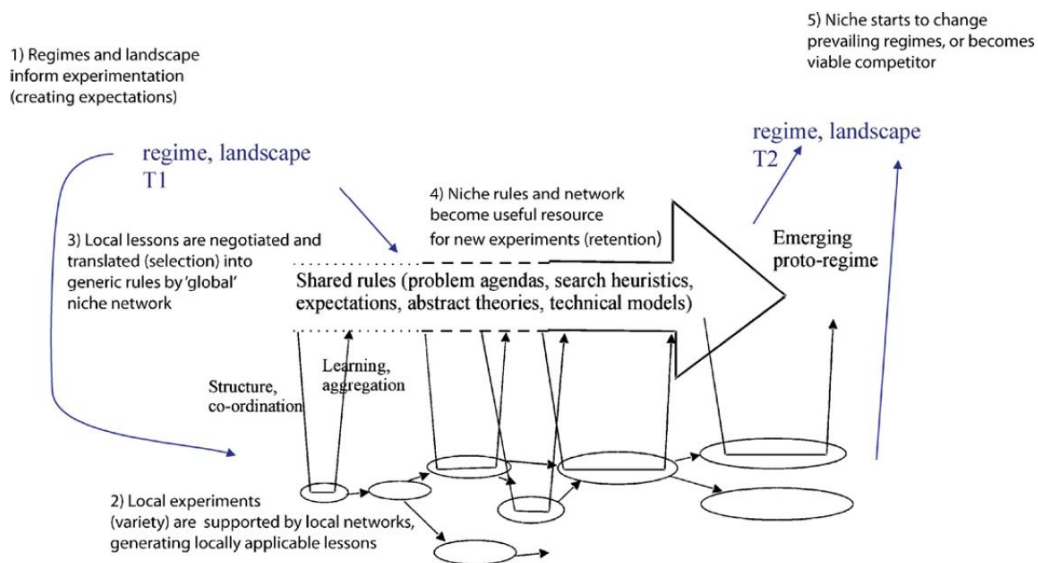 1) Regimes and landscape
inform experimentation
(creating expectations)
5) Niche starts to change
prevailing regimes, or becomes
viable competitor
regime, landscape
T1
regime, landscape
T2
4) Niche rules and network
become useful resource
for new experiments (retention)
3) Local lessons are negotiated and
translated (selection) into
generic rules by 'global'
niche network
Emerging
proto-regime
Shared rules (problem agendas, search heuristics,
expectations, abstract theories, technical models)
Structure,
co-ordination
Learning,
aggregation
2) Local experiments
(variety) are supported by local networks,
generating locally applicable lessons